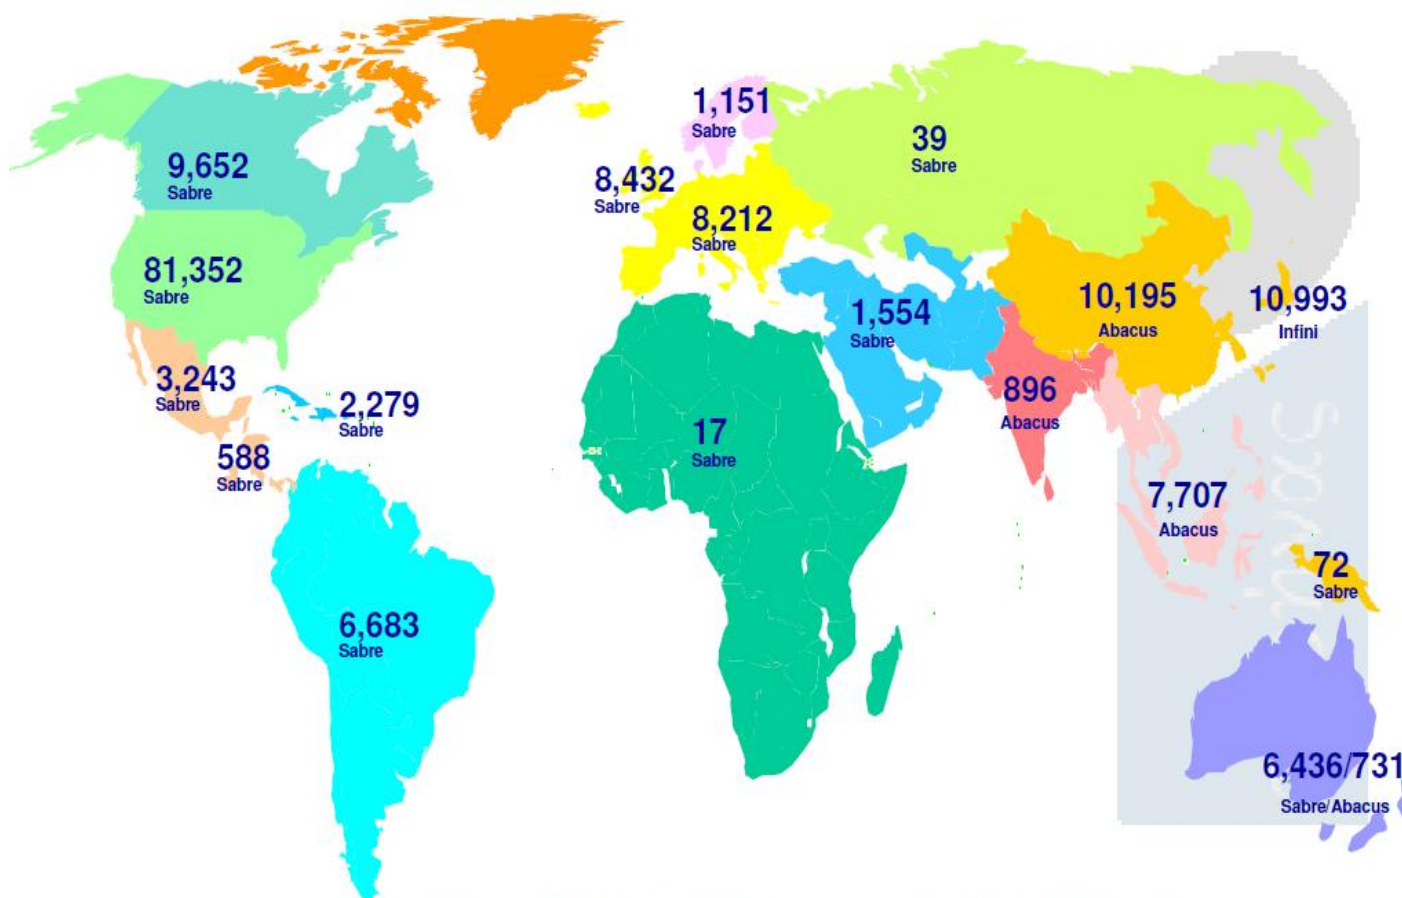 1,151
Sabre
39
Sabre
9,652
Sabre
8,432
Sabre
8,212
Sabre
81,352
Sabre
10,195
Abacus
10,993
Infini
1,554
Sabre
3,243
Sabre
2,279
Sabre
896
Abacus
17
Sabre
588
Sabre
7,707
Abacus
72
Sabre
6,683
Sabre
6,436/731
Sabre/Abacus